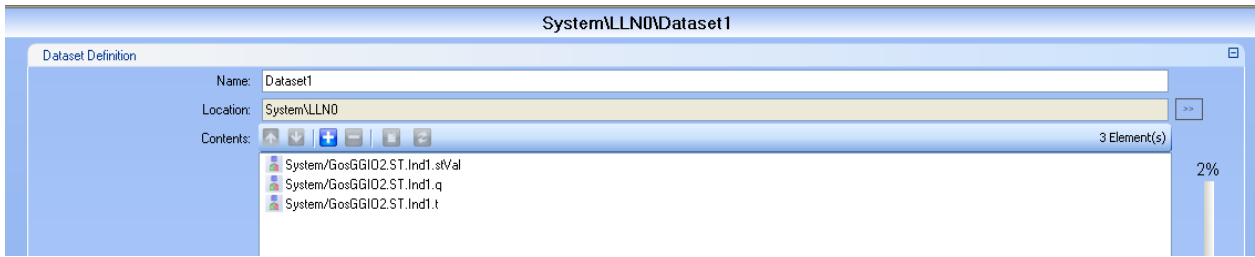 System\LLN0\Dataset1
Dataset Definition
Name: Dataset1
Location: System\LLN0 >>
Contents: 3 Element(s)
System/GosGGIO2.ST.Ind1.stVal
System/GosGGIO2.ST.Ind1.q
System/GosGGIO2.ST.Ind1.t
2%